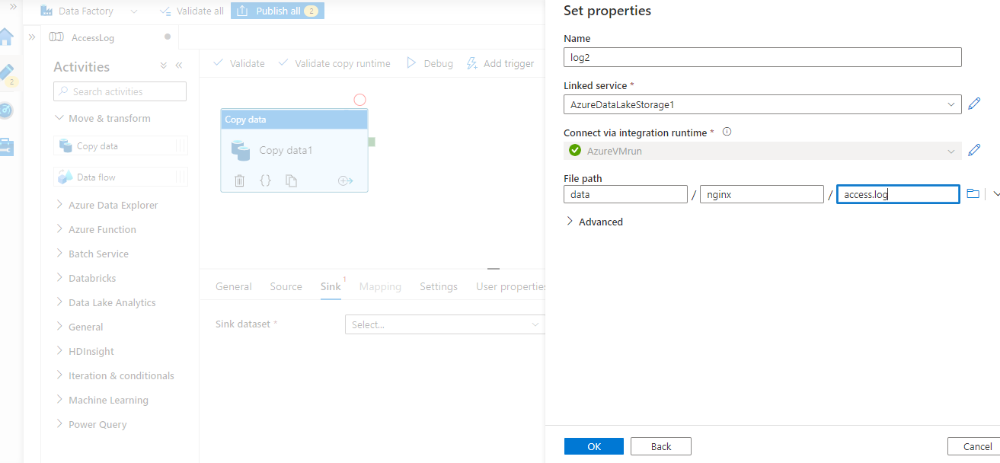 Data Factory
Validate all
Publish all 2
AccessLog
2
Activities
Search activities
Move & transform
Copy data
Data flow
Azure Data Explorer
Azure Function
Batch Service
Databricks
Data Lake Analytics
General
HDInsight
Iteration & conditionals
Machine Learning
Power Query
Validate
Validate copy runtime
Debug
Add trigger
Copy data
Copy data1
{}
General
Source
Sink 1
Mapping
Settings
User properties
Sink dataset *
Select...
Set properties
Name
log2
Linked service *
AzureDataLakeStorage1
Connect via integration runtime *
AzureVMrun
File path
data / nginx / access.log
Advanced
OK
Back
Cancel